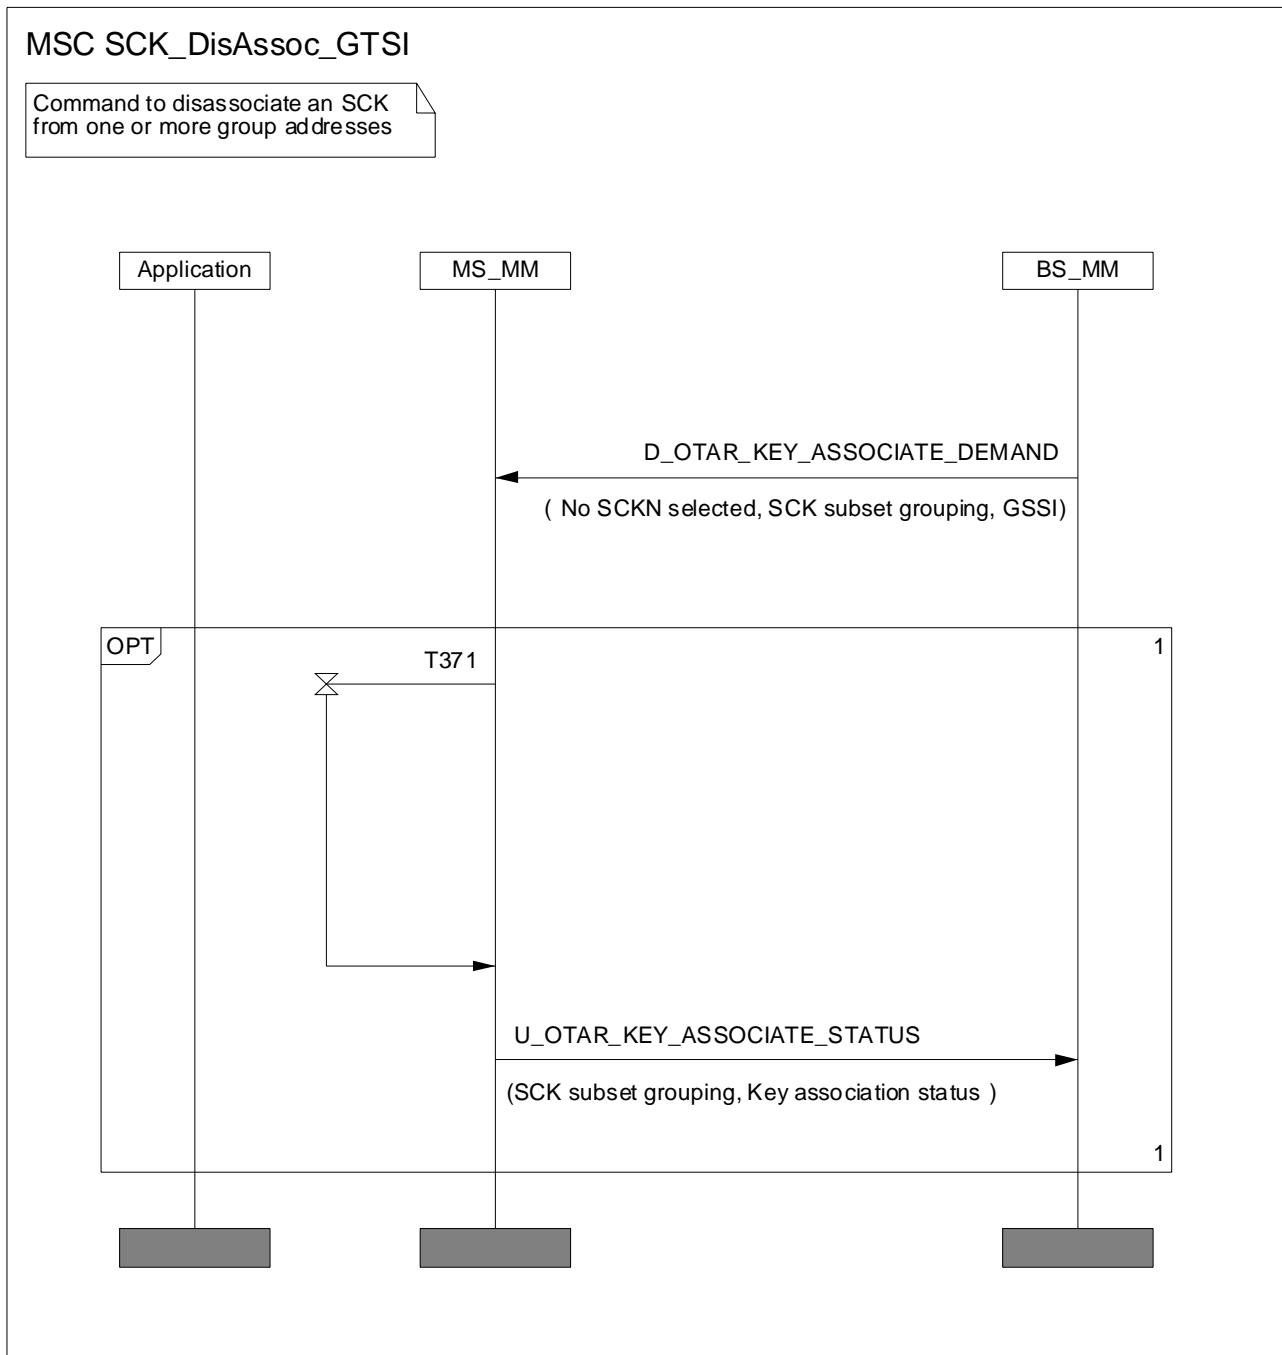 MSC SCK_DisAssoc_GTSI
Command to disassociate an SCK
from one or more group addresses
Application
MS_MM
BS_MM
D_OTAR_KEY_ASSOCIATE_DEMAND
( No SCKN selected, SCK subset grouping, GSSI)
OPT
1
T371
U_OTAR_KEY_ASSOCIATE_STATUS
(SCK subset grouping, Key association status )
1